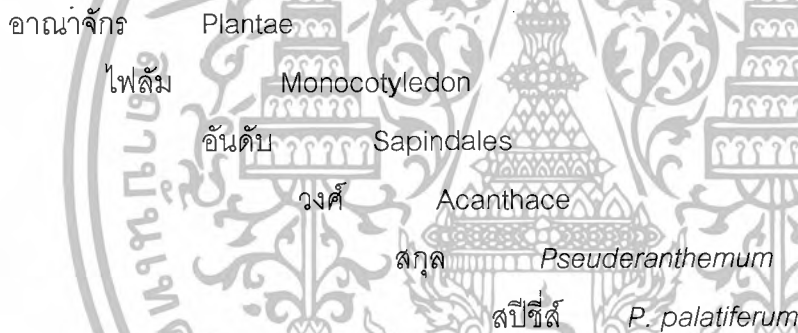 อาณาจักร Plantae
ไฟลัม Monocotyledon
อันดับ Sapindales
วงศ์ Acanthace
สกุล Pseuderanthemum
สปีชี่ส์ P. palatiferum